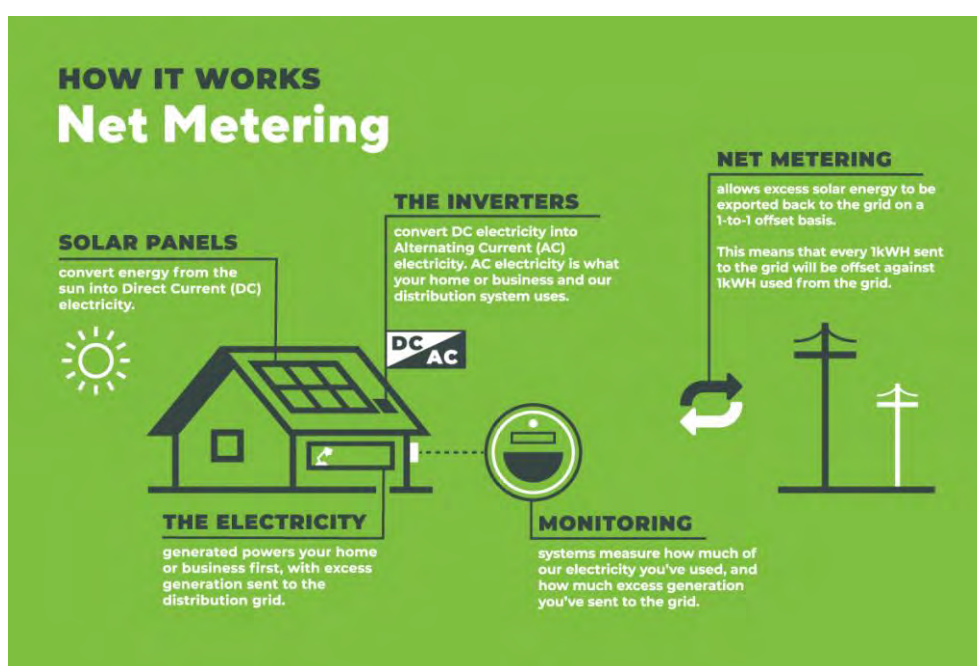 HOW IT WORKS
Net Metering
SOLAR PANELS
convert energy from the
sun into Direct Current (DC)
electricity.
THE INVERTERS
convert DC electricity into
Alternating Current (AC)
electricity. AC electricity is what
your home or business and our
distribution system uses.
DC
AC
NET METERING
allows excess solar energy to be
exported back to the grid on a
1-to-1 offset basis.
This means that every 1kWH sent
to the grid will be offset against
1kWH used from the grid.
THE ELECTRICITY
generated powers your home
or business first, with excess
generation sent to the
distribution grid.
MONITORING
systems measure how much of
our electricity you've used, and
how much excess generation
you've sent to the grid.